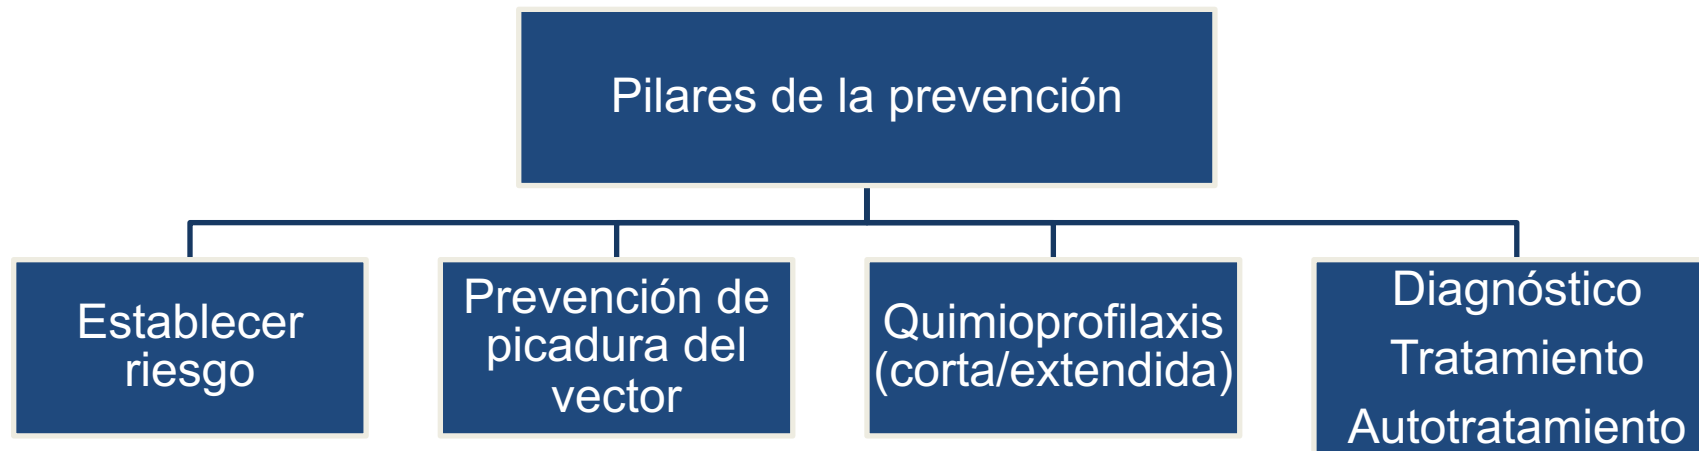 Pilares de la prevención
Establecer
riesgo
Prevención de
picadura del
vector
Quimioprofilaxis
(corta/extendida)
Diagnóstico
Tratamiento
Autotratamiento